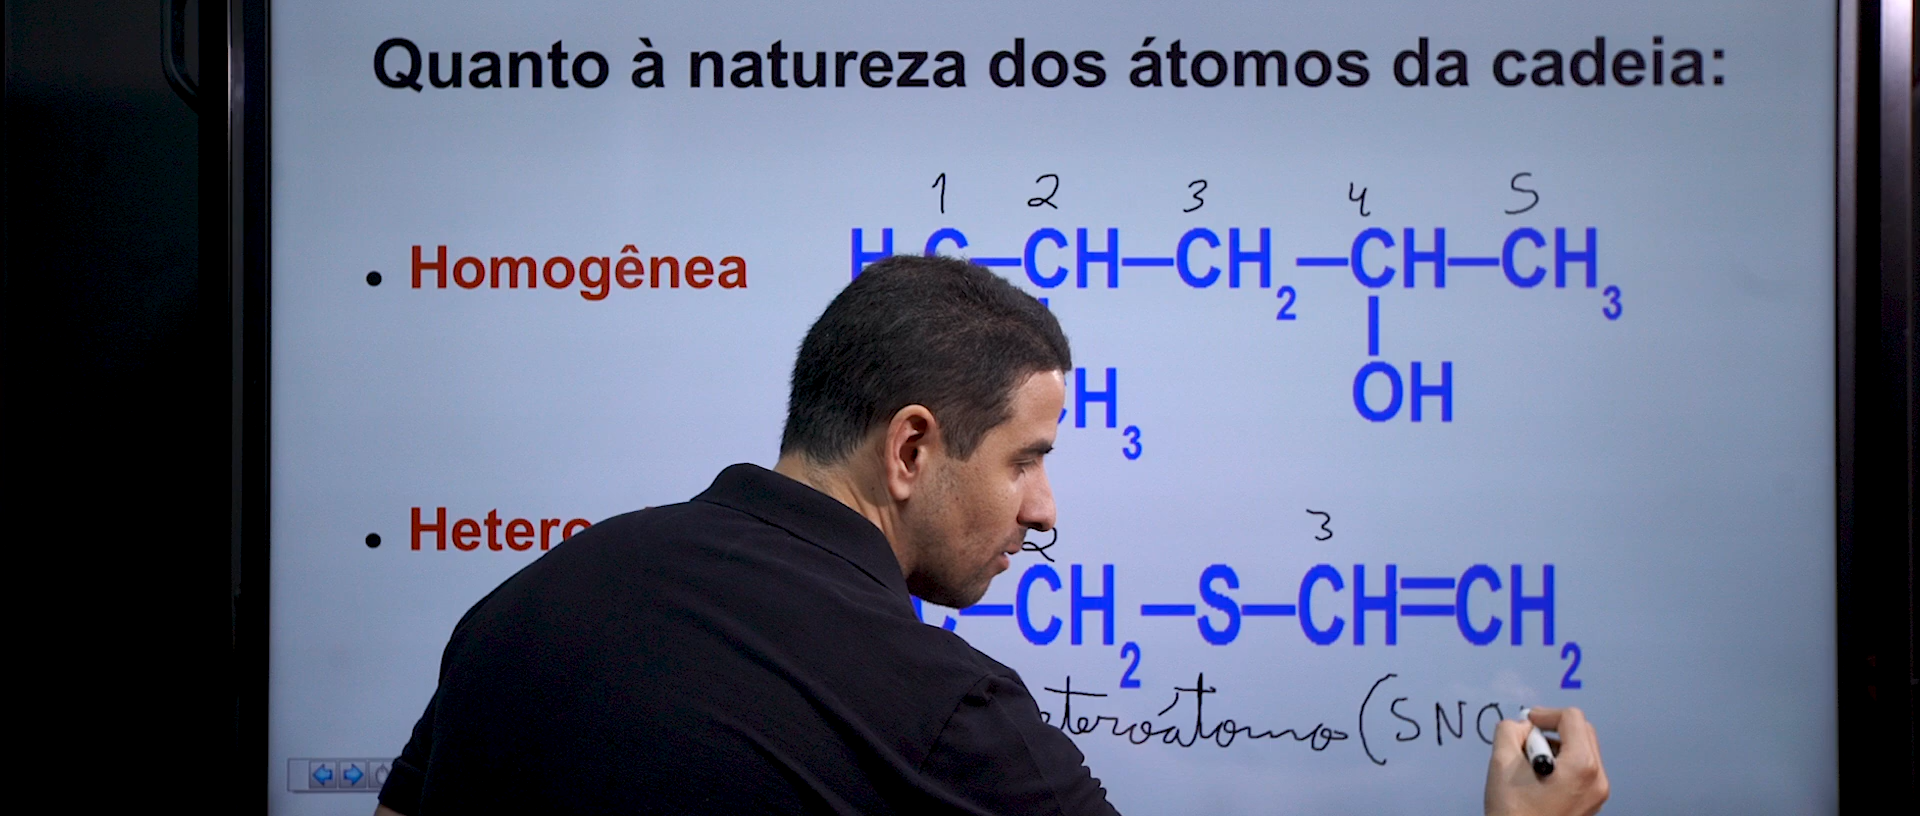 Quanto à natureza dos átomos da cadeia:
1 2 3 4 5
• Homogênea H C—CH—CH2—CH—CH3
OH
H3
2 3
• Hetero
C—CH2—S—CH=CH2
teroátomo (SNO